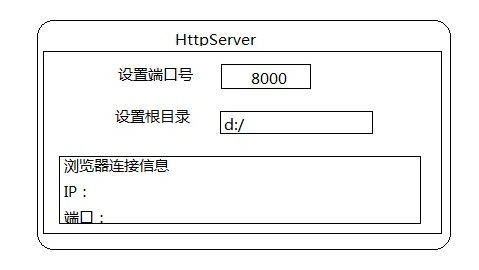 HttpServer
设置端口号 8000
设置根目录 d:/
浏览器连接信息
IP：
端口：